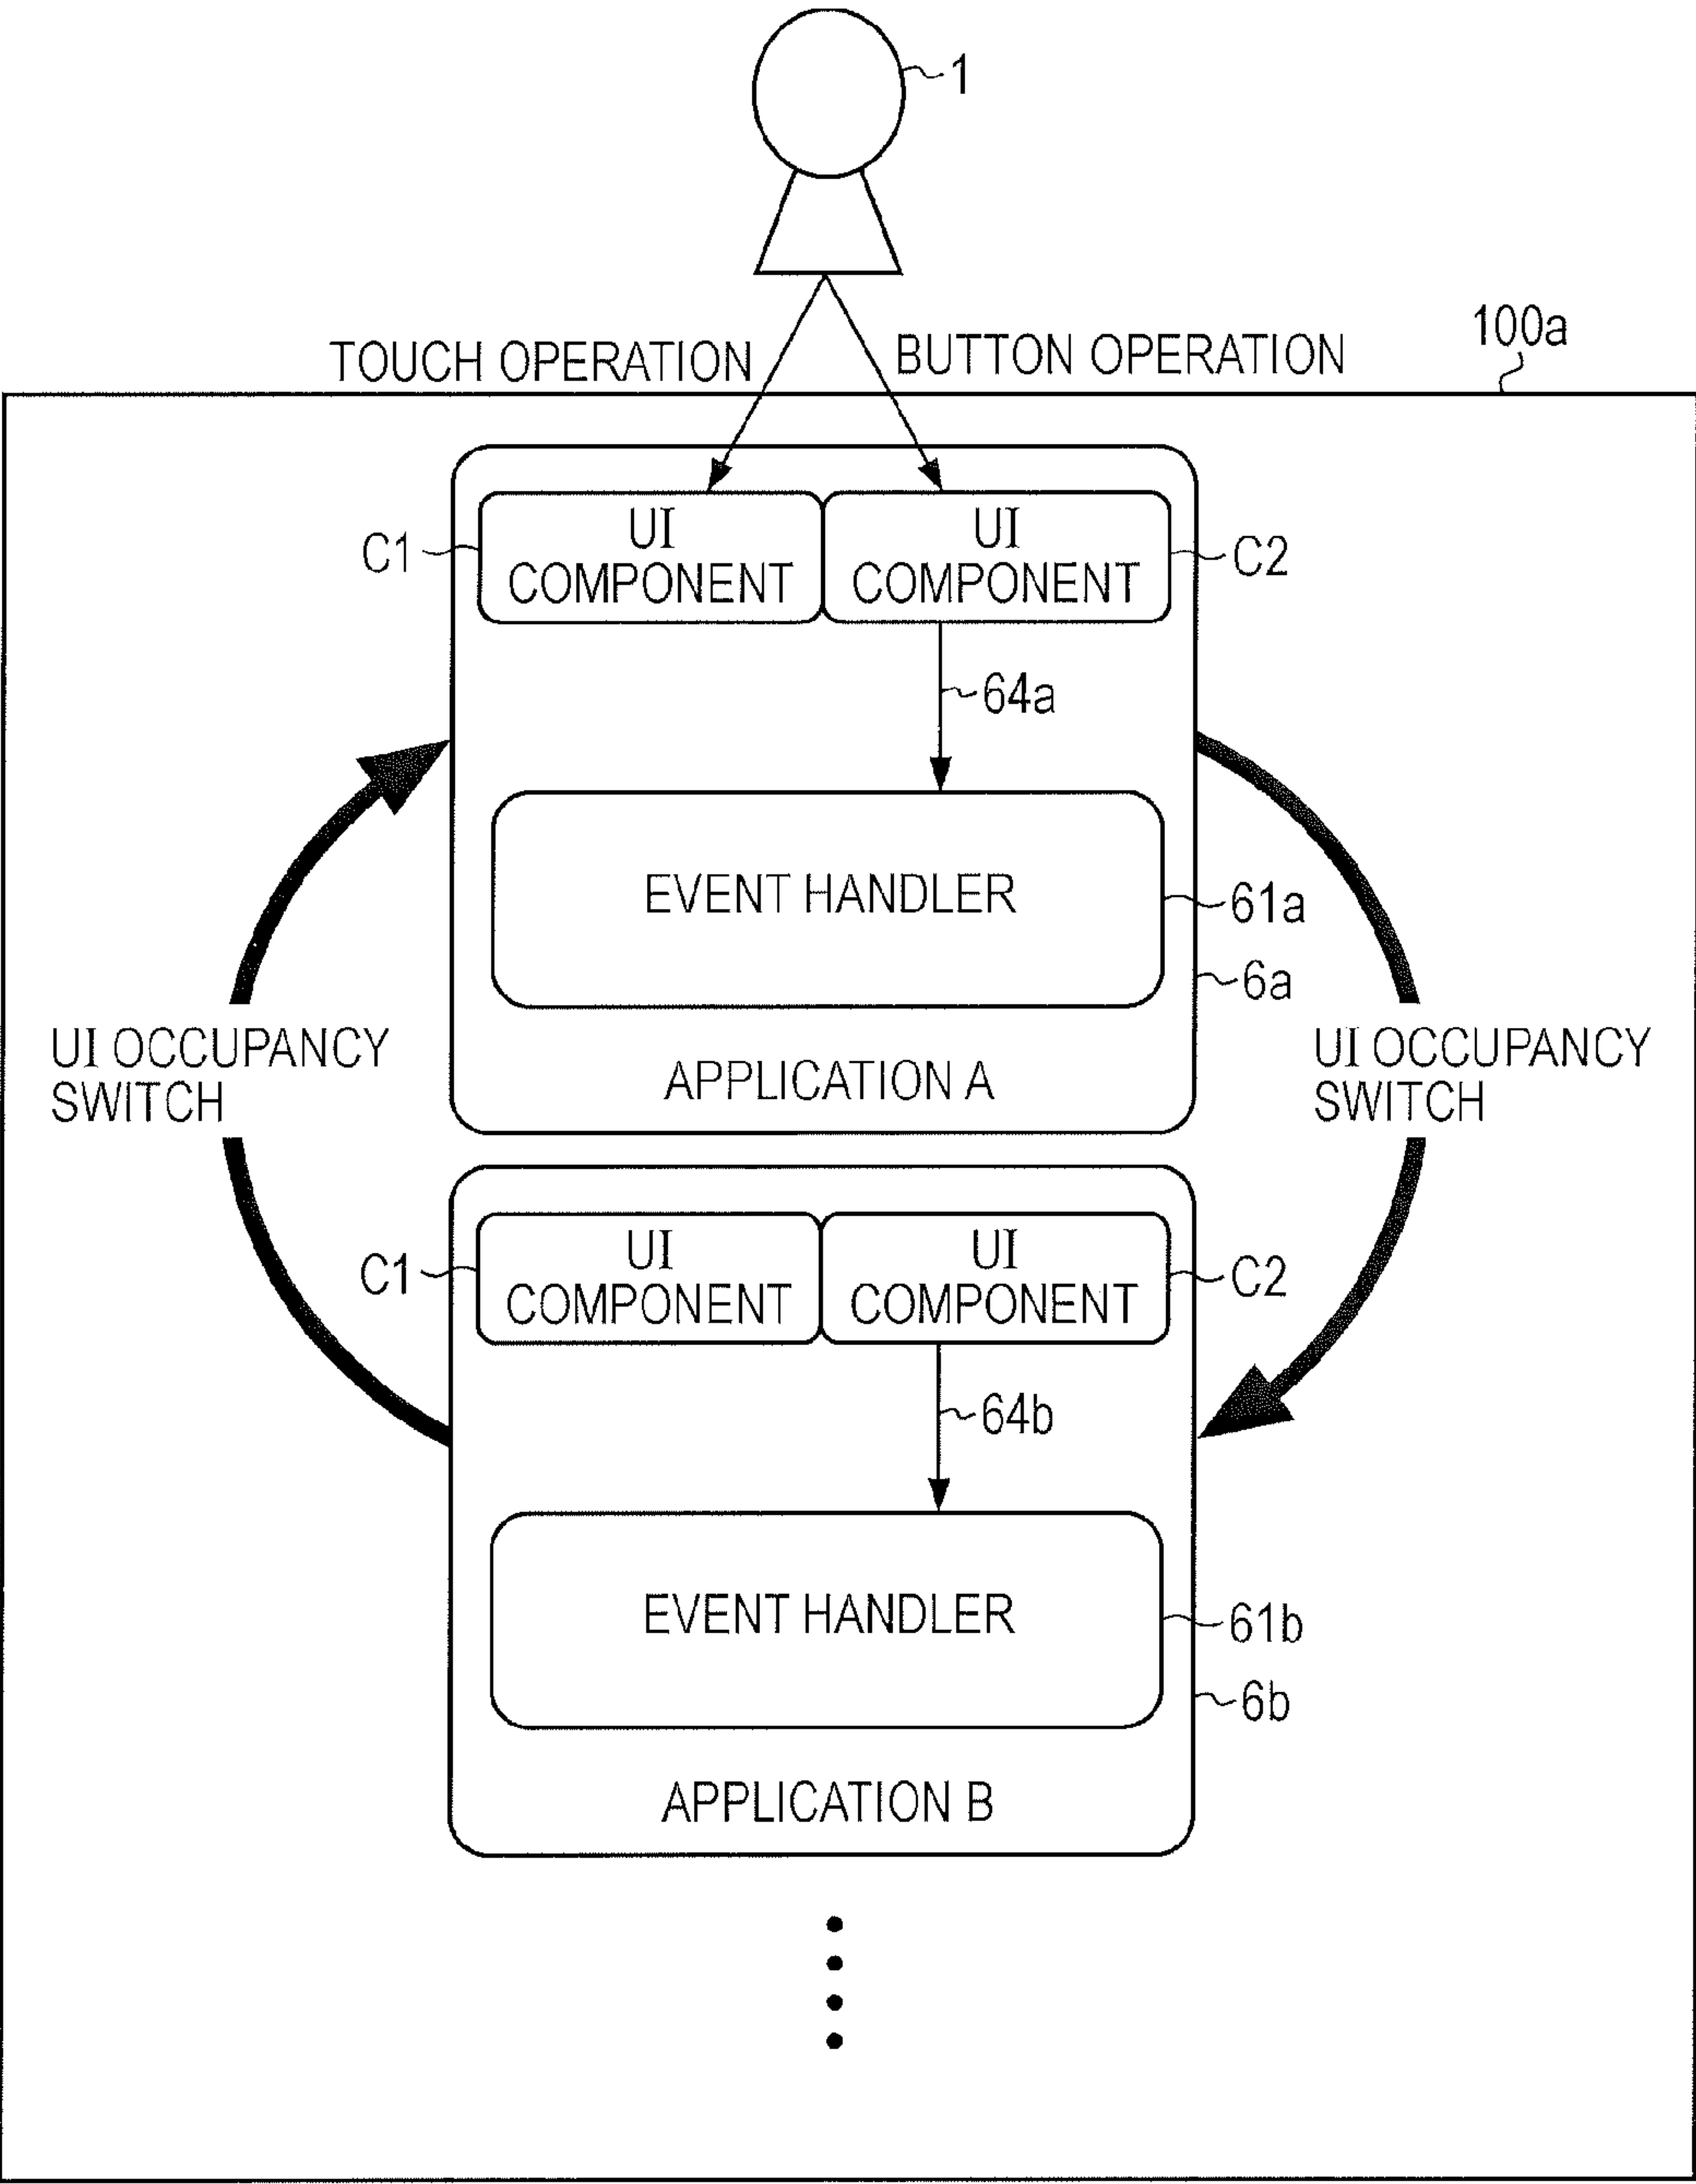 1
100a
TOUCH OPERATION
BUTTON OPERATION
C1
UI
COMPONENT
UI
COMPONENT
C2
64a
EVENT HANDLER
61a
6a
UI OCCUPANCY
SWITCH
UI OCCUPANCY
SWITCH
APPLICATION A
C1
UI
COMPONENT
UI
COMPONENT
C2
64b
EVENT HANDLER
61b
6b
APPLICATION B